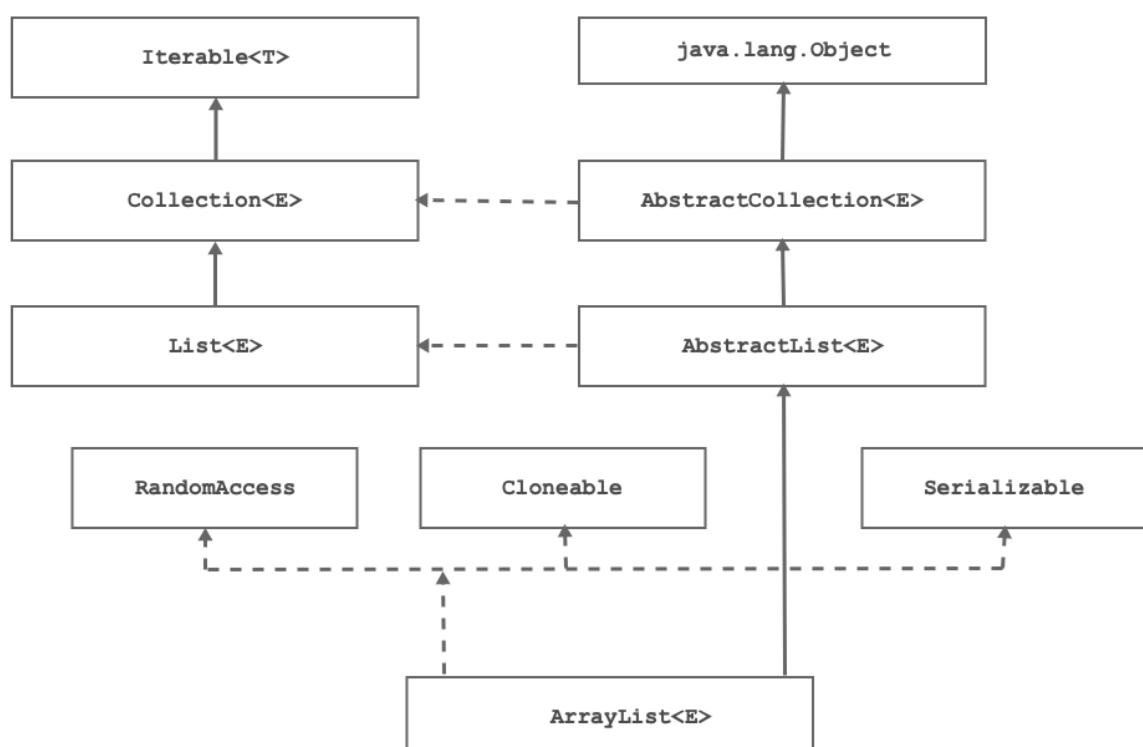 Iterable<T>
java.lang.Object
Collection<E>
AbstractCollection<E>
List<E>
AbstractList<E>
RandomAccess
Cloneable
Serializable
ArrayList<E>